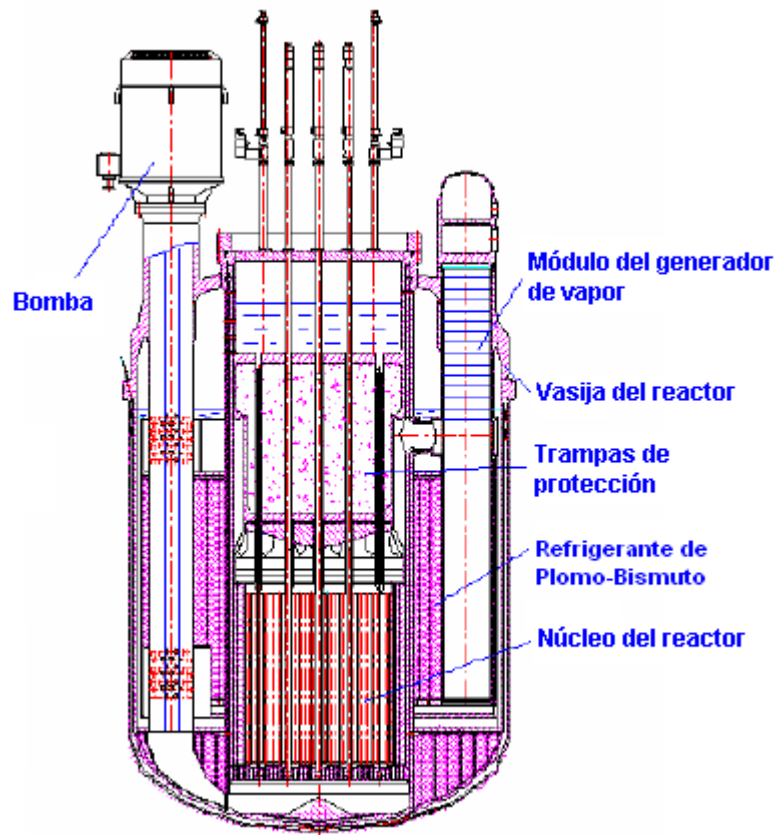 Bomba
Módulo del generador
de vapor
Vasija del reactor
Trampas de
protección
Refrigerante de
Plomo-Bismuto
Núcleo del reactor